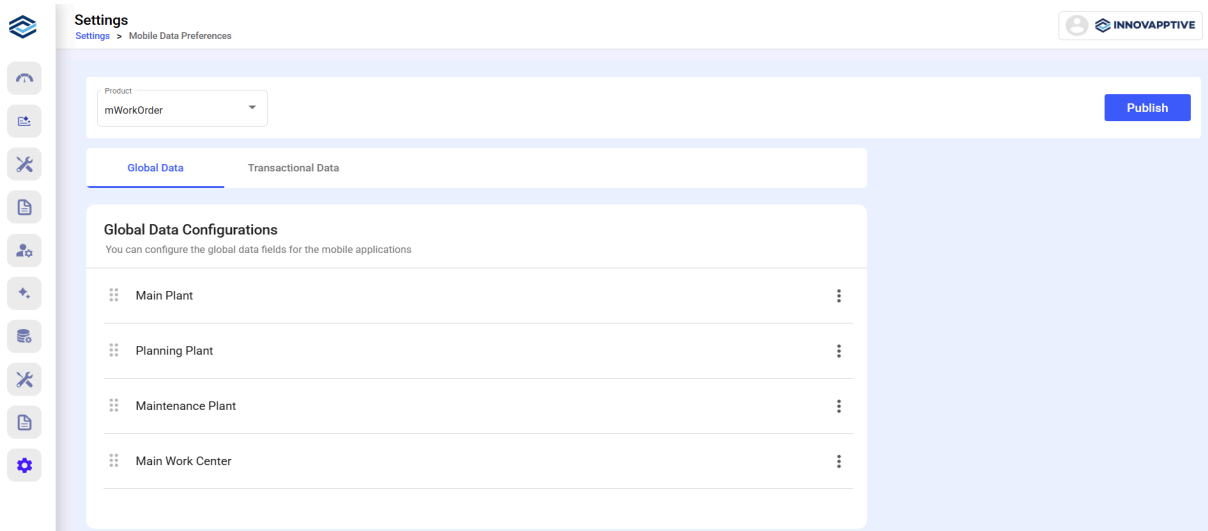 Settings
Settings > Mobile Data Preferences
INNOVAPPTIVE
Product
mWorkOrder
Publish
Global Data
Transactional Data
Global Data Configurations
You can configure the global data fields for the mobile applications
Main Plant
Planning Plant
Maintenance Plant
Main Work Center